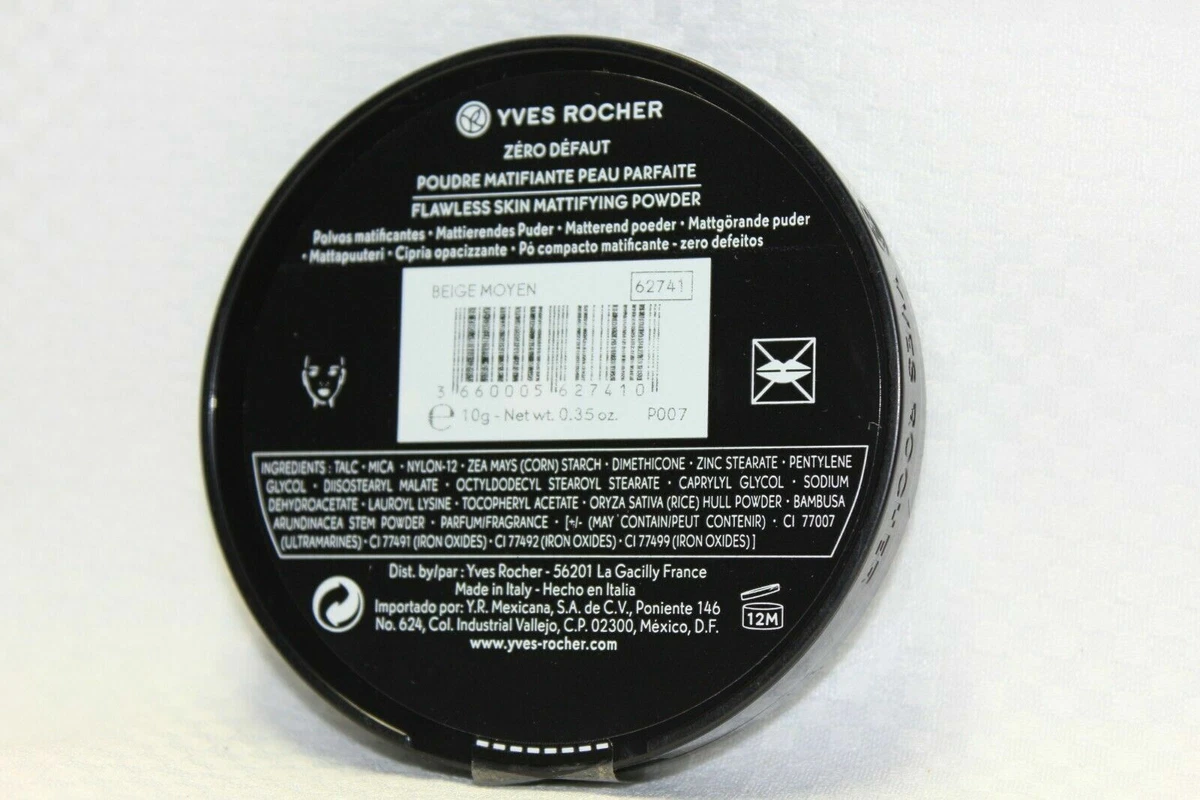 YVES ROCHER
ZÉRO DÉFAUT
POUDRE MATIFIANTE PEAU PARFAITE
FLAWLESS SKIN MATTIFYING POWDER
Polvos matificantes • Mattierendes Puder • Matterend poeder • Mattgörande puder
• Mattapuuteri • Cipria opacizzante • Pó compacto matificante - zero defeitos
BEIGE MOYEN 62741
3 660005 627410
℮ 10g - Net wt. 0.35 oz. P007
INGREDIENTS : TALC • MICA • NYLON-12 • ZEA MAYS (CORN) STARCH • DIMETHICONE • ZINC STEARATE • PENTYLENE
GLYCOL • DIISOSTEARYL MALATE • OCTYLDODECYL STEAROYL STEARATE • CAPRYLYL GLYCOL • SODIUM
DEHYDROACETATE • LAUROYL LYSINE • TOCOPHERYL ACETATE • ORYZA SATIVA (RICE) HULL POWDER • BAMBUSA
ARUNDINACEA STEM POWDER • PARFUM/FRAGRANCE • [+/- (MAY CONTAIN/PEUT CONTENIR) • CI 77007
(ULTRAMARINES) • CI 77491 (IRON OXIDES) • CI 77492 (IRON OXIDES) • CI 77499 (IRON OXIDES)]
Dist. by/par : Yves Rocher - 56201 La Gacilly France
Made in Italy - Hecho en Italia
Importado por: Y.R. Mexicana, S.A. de C.V., Poniente 146
No. 624, Col. Industrial Vallejo, C.P. 02300, México, D.F.
www.yves-rocher.com
12M
YVES ROCHER